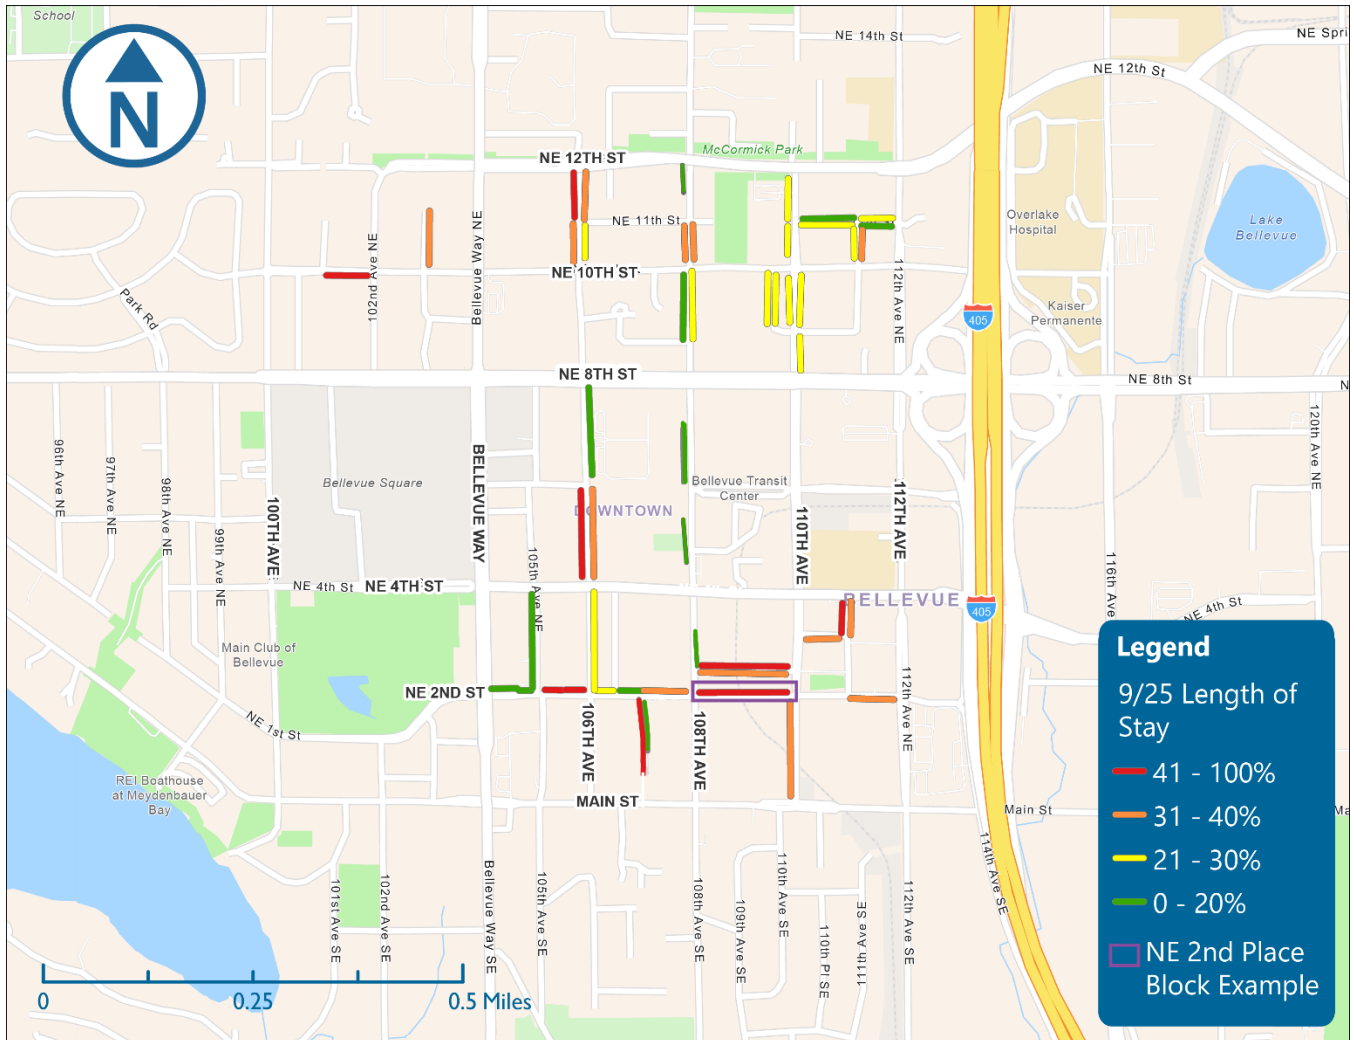 School
N
NE 14th St
NE Spri
NE 12th St
McCormick Park
NE 12TH ST
NE 11th St
Overlake
Hospital
Lake
Bellevue
102nd Ave NE
Bellevue Way NE
NE 10TH ST
112th Ave NE
Park Rd
405
Kaiser
Permanente
NE 8TH ST
NE 8th St
N
96th Ave NE
97th Ave NE
98th Ave NE
99th Ave NE
100TH AVE
Bellevue Square
BELLEVUE WAY
105th Ave NE
DOWNTOWN
Bellevue Transit
Center
110TH AVE
112TH AVE
116th Ave
120th Ave NE
NE 4th St
NE 4TH ST
BELLEVUE
405
NE 4th St
Main Club of
Bellevue
NE 2ND ST
NE 1st St
106TH AVE
108TH AVE
112th Ave NE
REI Boathouse
at Meydenbauer
Bay
MAIN ST
Main St
Ma
114th Ave SE
101st Ave SE
102nd Ave SE
Bellevue Way SE
105th Ave SE
108th Ave SE
109th Ave SE
110th Ave SE
110th Pl SE
111th Ave SE
112th Ave SE
0
0.25
0.5 Miles
Legend
9/25 Length of
Stay
41 - 100%
31 - 40%
21 - 30%
0 - 20%
NE 2nd Place
Block Example